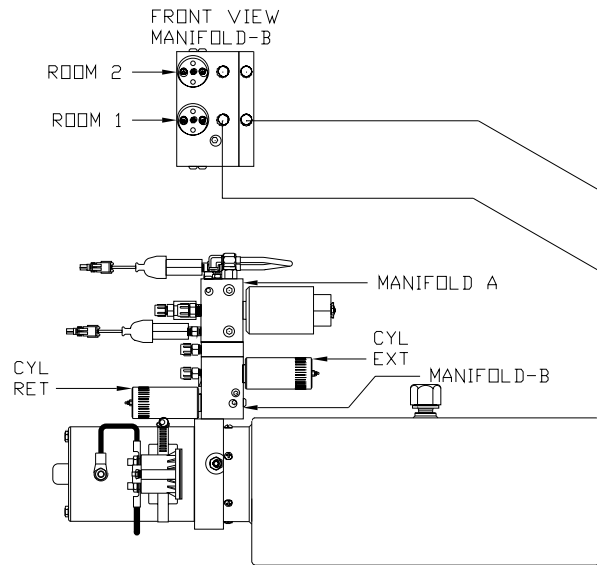 FRONT VIEW
MANIFOLD-B
ROOM 2
ROOM 1
MANIFOLD A
CYL
EXT
CYL
RET
MANIFOLD-B